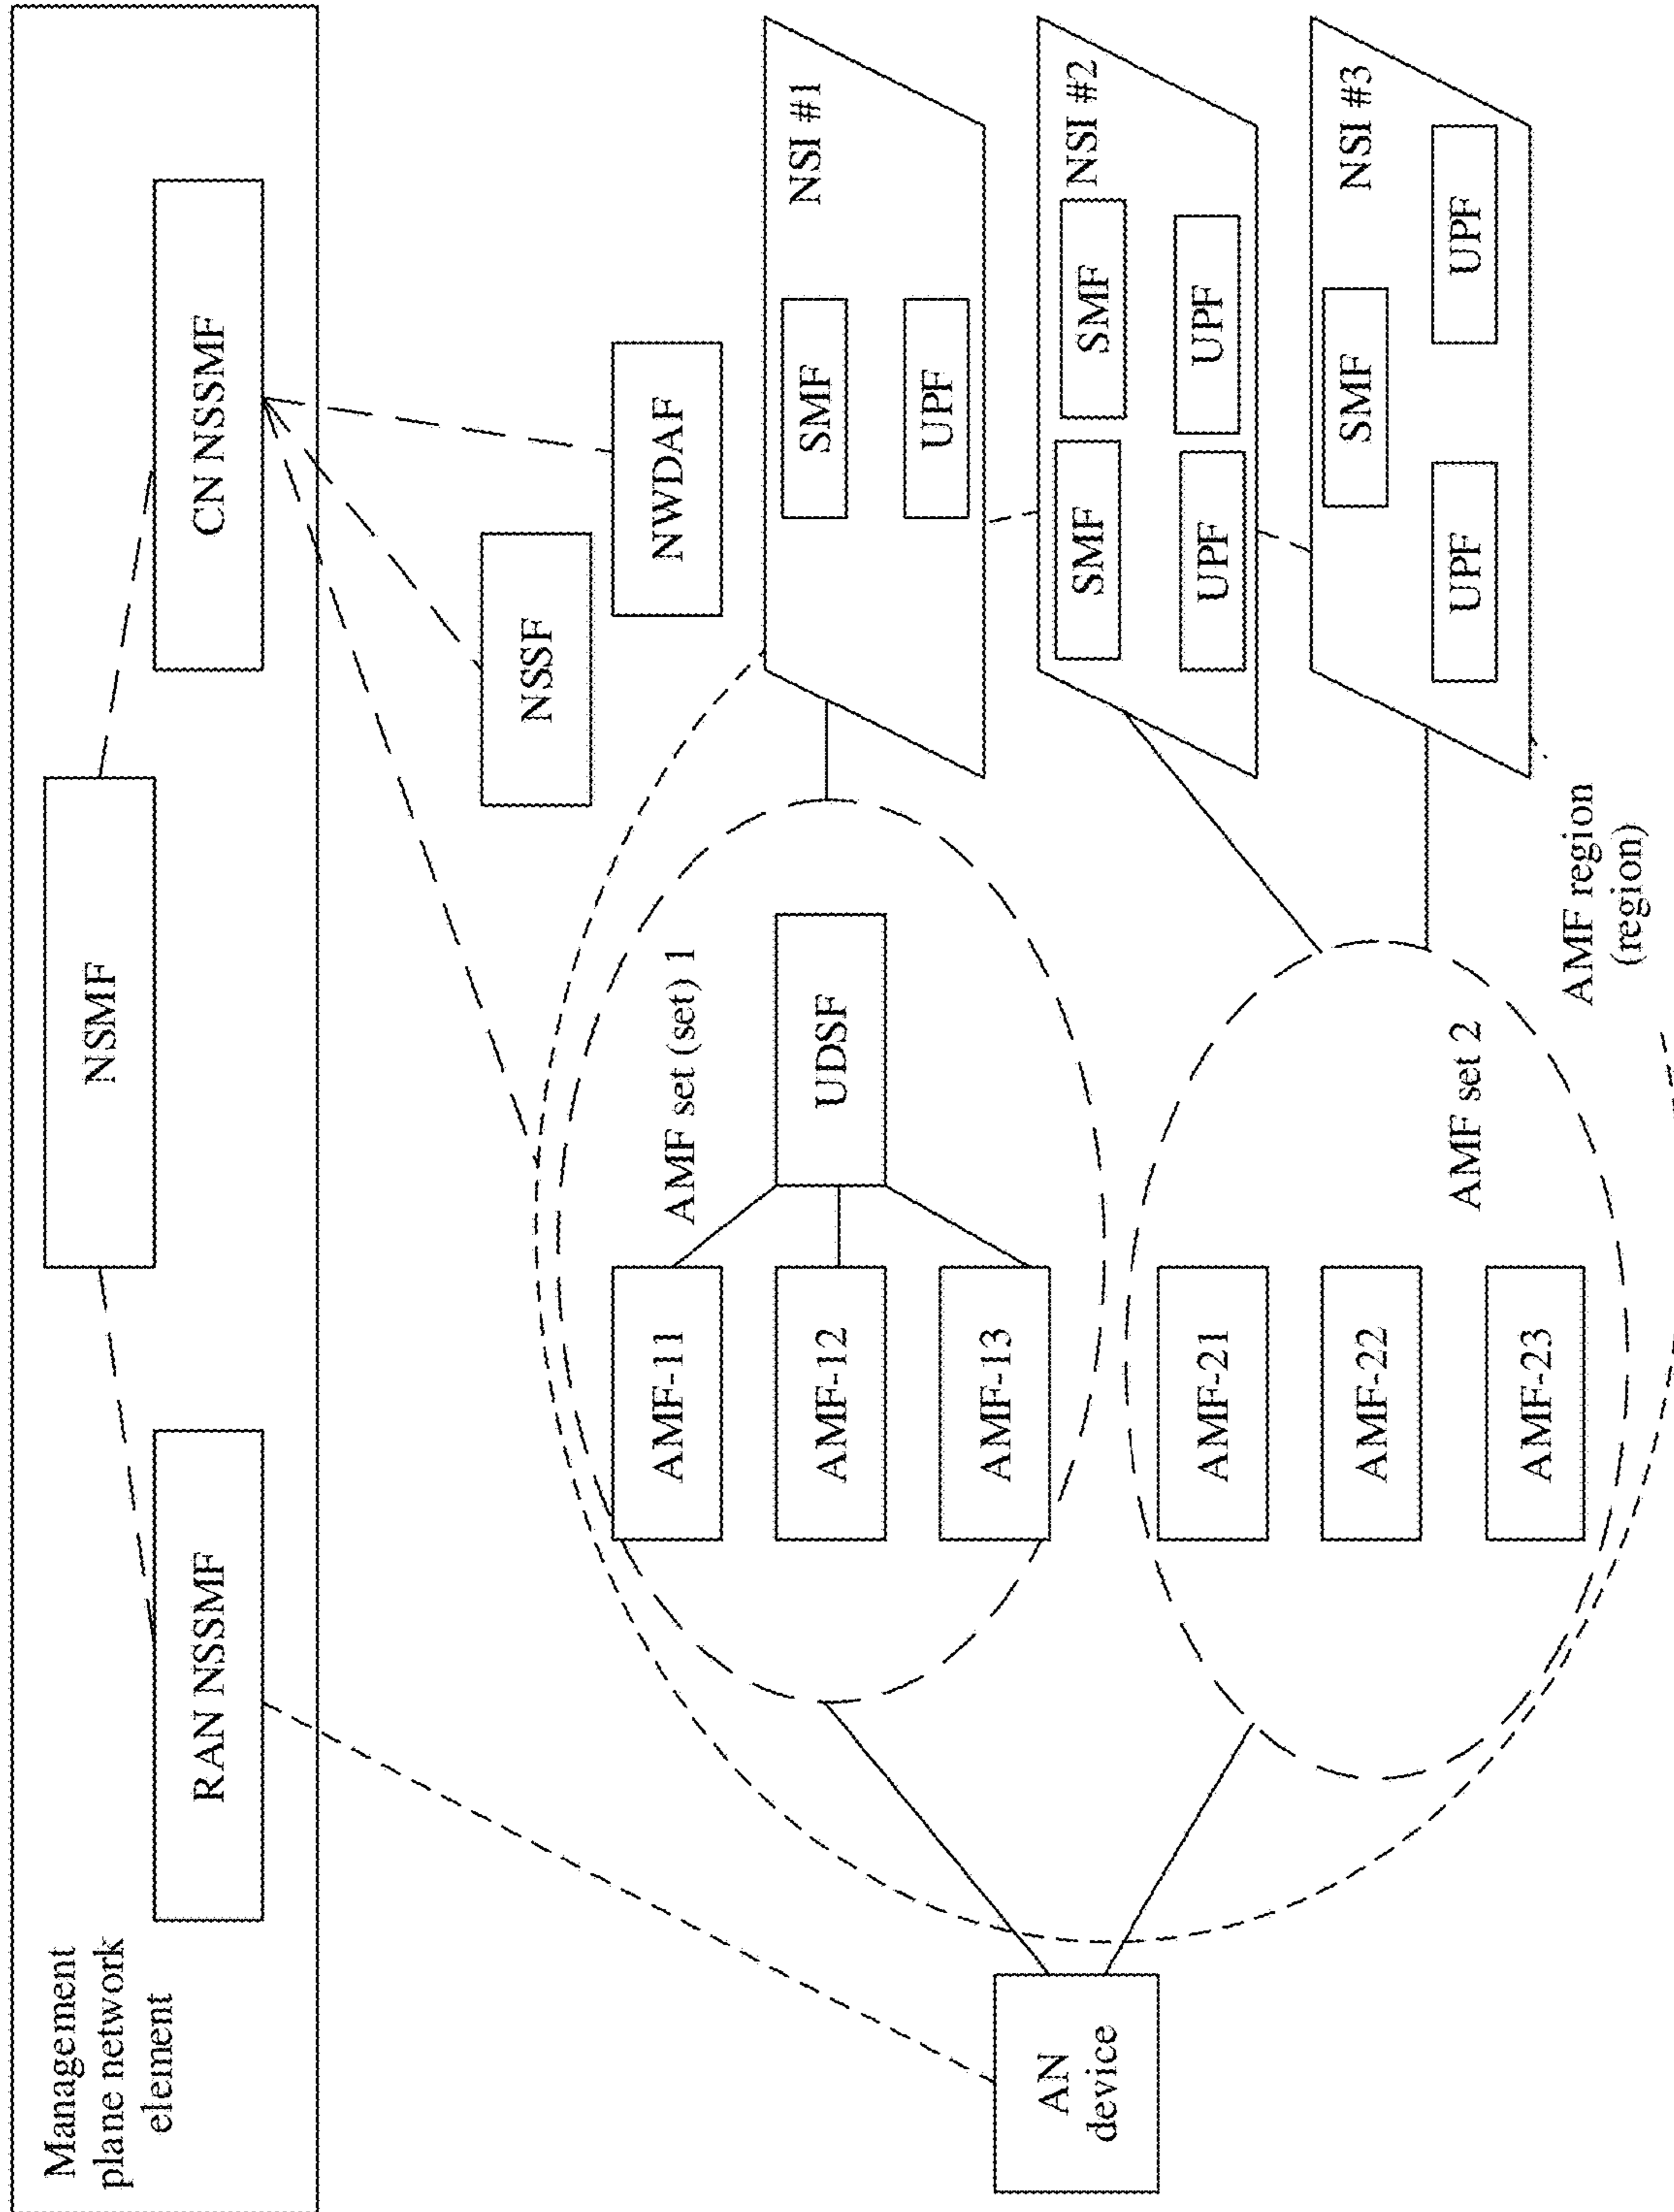 Management
plane network
element
NSMF
RAN NSSMF
CN NSSMF
NSSF
NWDAF
AMF set (set) 1
AMF-11
AMF-12
AMF-13
UDSF
NSI #1
SMF
UPF
AN
device
NSI #2
SMF
SMF
UPF
UPF
AMF-21
AMF-22
AMF-23
AMF set 2
NSI #3
SMF
UPF
UPF
AMF region
(region)